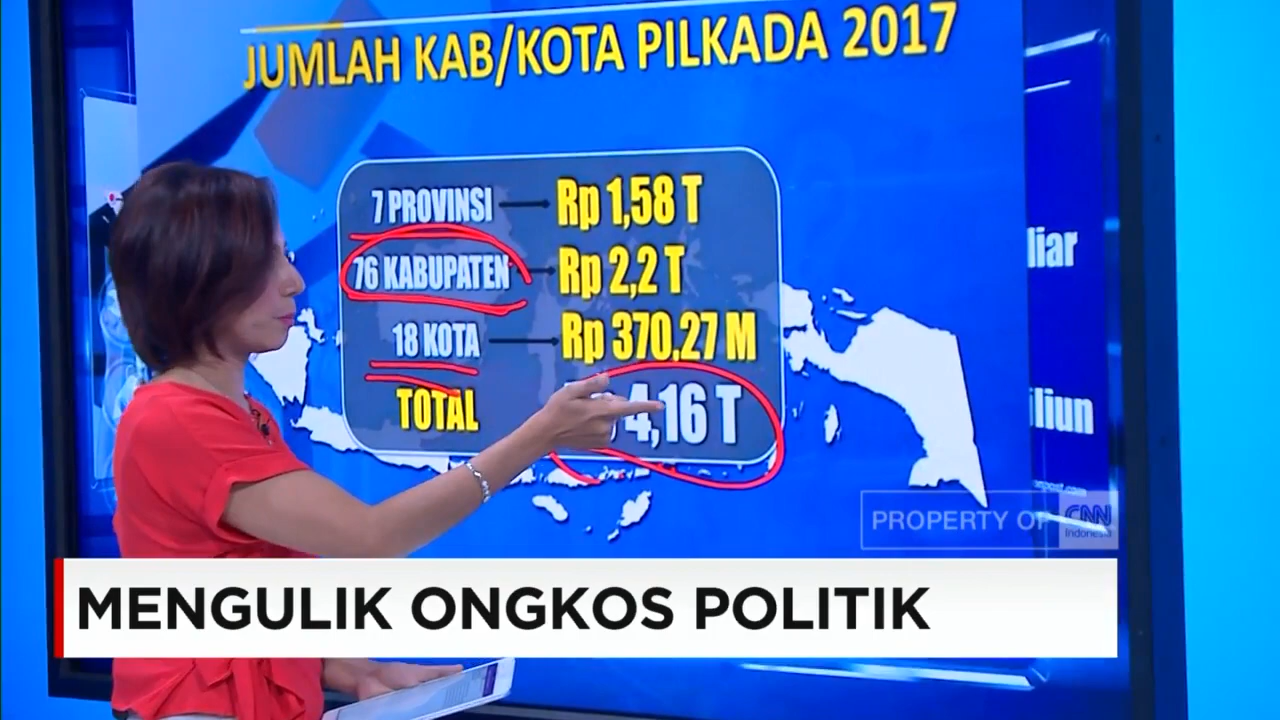 JUMLAH KAB/KOTA PILKADA 2017
7 PROVINSI Rp 1,58 T
76 KABUPATEN Rp 2,2 T
18 KOTA Rp 370,27 M
TOTAL 4,16 T
liar
iliun
PROPERTY OF CNN
Indonesia
MENGULIK ONGKOS POLITIK